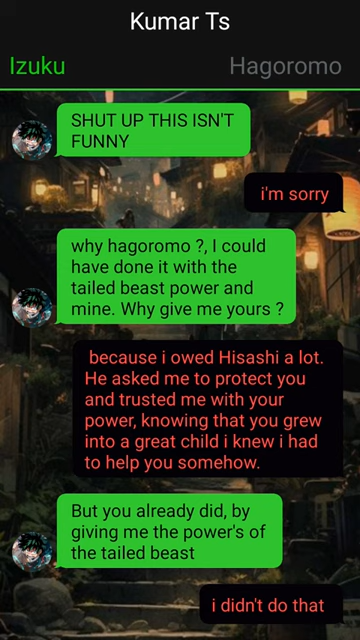 Kumar Ts
Izuku
Hagoromo
SHUT UP THIS ISN'T
FUNNY
i'm sorry
why hagoromo ?, I could
have done it with the
tailed beast power and
mine. Why give me yours ?
because i owed Hisashi a lot.
He asked me to protect you
and trusted me with your
power, knowing that you grew
into a great child i knew i had
to help you somehow.
But you already did, by
giving me the power's of
the tailed beast
i didn't do that